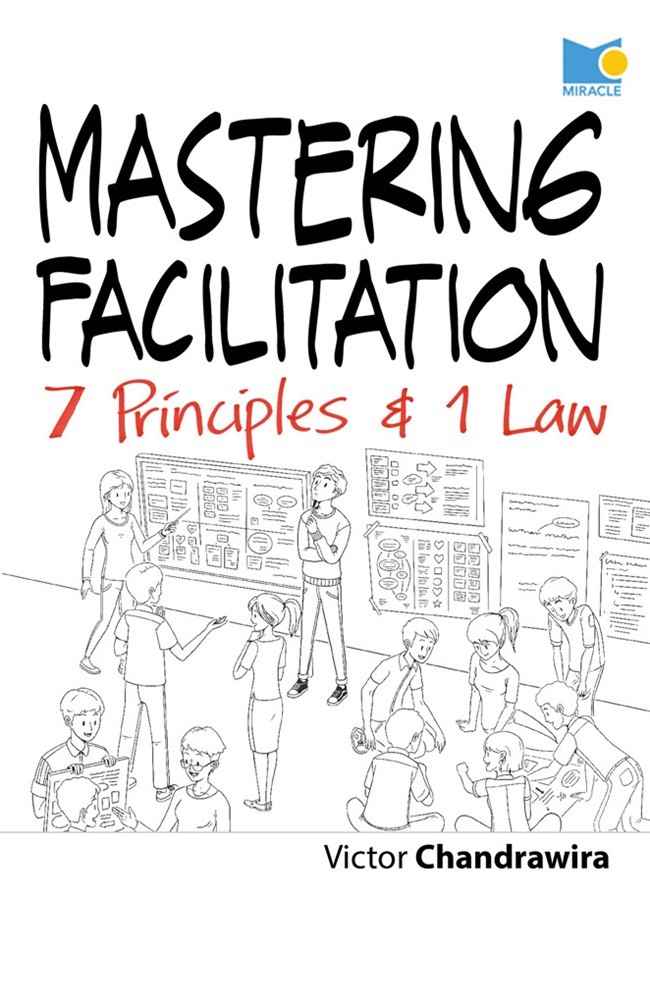 MIRACLE
MASTERING
FACILITATION
7 Principles & 1 Law
Victor Chandrawira